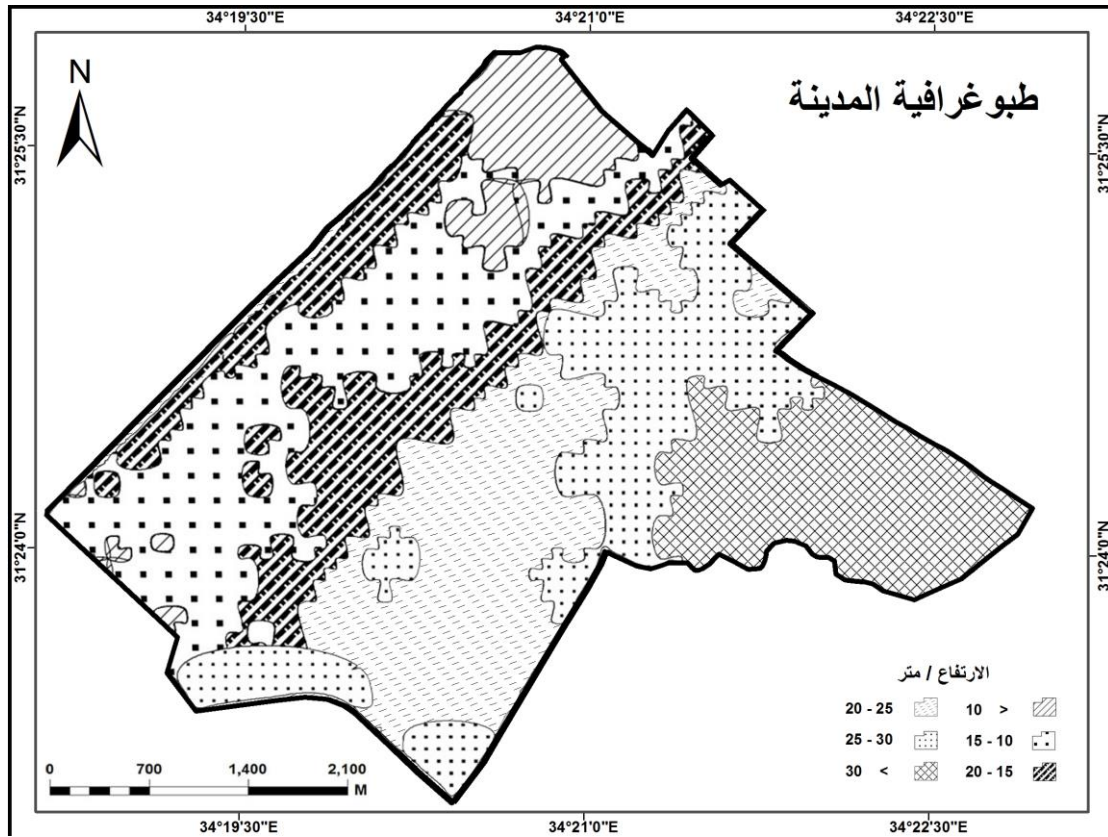 34°19'30"E 34°21'0"E 34°22'30"E
N
طبوغرافية المدينة
31°25'30"N 31°25'30"N
31°24'0"N 31°24'0"N
الارتفاع / متر
10 >
15 - 10
20 - 15
20 - 25
25 - 30
30 <
0 700 1,400 2,100
M
34°19'30"E 34°21'0"E 34°22'30"E